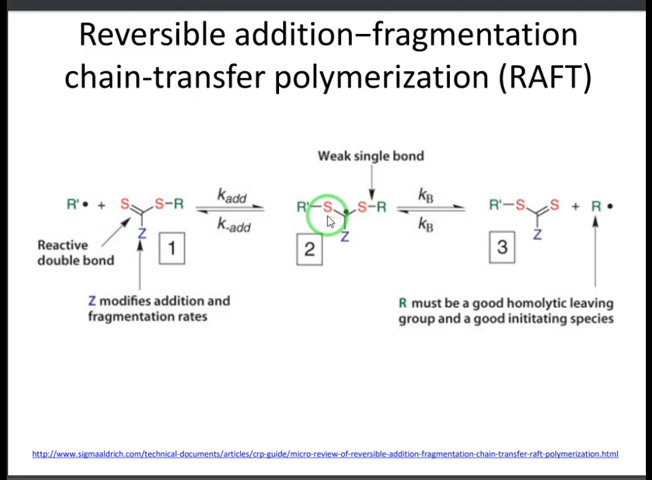 Reversible addition−fragmentation
chain-transfer polymerization (RAFT)
Weak single bond
R'• + S S–R kadd k-add R'–S S–R kB kB R'–S S + R •
Z Z Z
Reactive
double bond
1 2 3
Z modifies addition and
fragmentation rates
R must be a good homolytic leaving
group and a good inititating species
http://www.sigmaaldrich.com/technical-documents/articles/crp-guide/micro-review-of-reversible-addition-fragmentation-chain-transfer-raft-polymerization.html